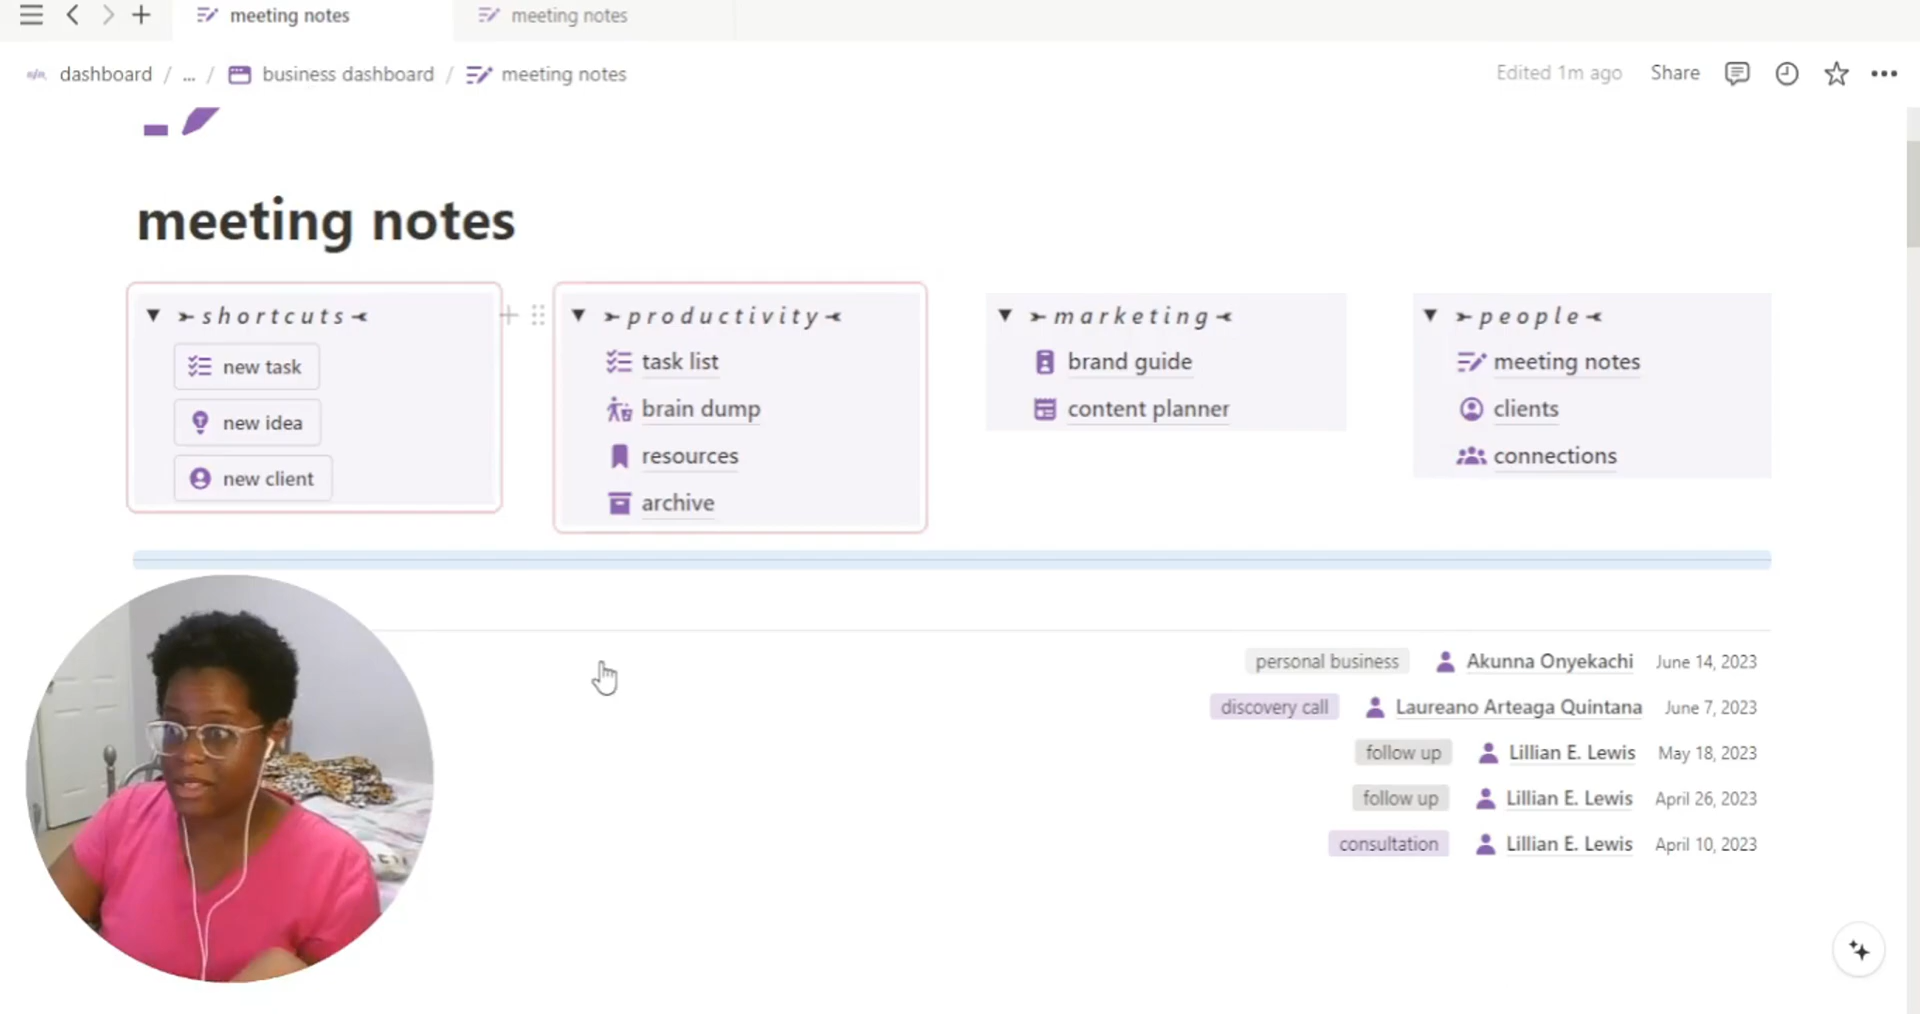 meeting notes
meeting notes
dashboard / ... / business dashboard / meeting notes
Edited 1m ago Share
meeting notes
➣shortcuts➣
new task
new idea
new client
➣productivity➣
task list
brain dump
resources
archive
➣marketing➣
brand guide
content planner
➣people➣
meeting notes
clients
connections
personal business Akunna Onyekachi June 14, 2023
discovery call Laureano Arteaga Quintana June 7, 2023
follow up Lillian E. Lewis May 18, 2023
follow up Lillian E. Lewis April 26, 2023
consultation Lillian E. Lewis April 10, 2023